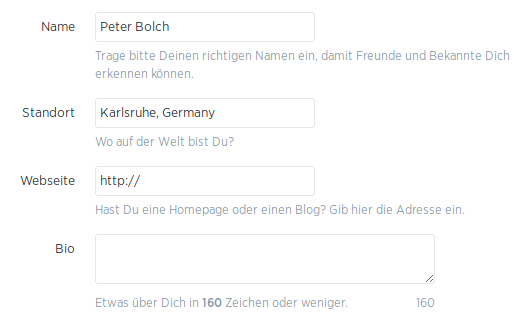 Name Peter Bolch
Trage bitte Deinen richtigen Namen ein, damit Freunde und Bekannte Dich
erkennen können.
Standort Karlsruhe, Germany
Wo auf der Welt bist Du?
Webseite http://
Hast Du eine Homepage oder einen Blog? Gib hier die Adresse ein.
Bio
Etwas über Dich in 160 Zeichen oder weniger. 160